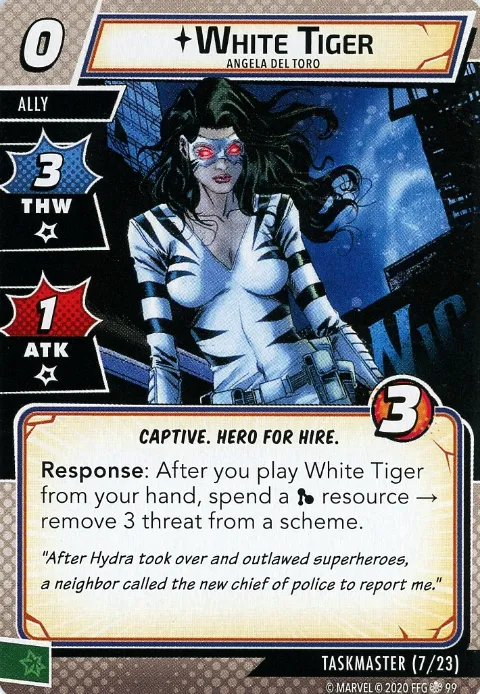 0
White Tiger
ANGELA DEL TORO
ALLY
3
THW
1
ATK
3
CAPTIVE. HERO FOR HIRE.
Response: After you play White Tiger
from your hand, spend a resource →
remove 3 threat from a scheme.
"After Hydra took over and outlawed superheroes,
a neighbor called the new chief of police to report me."
TASKMASTER (7/23)
© MARVEL © 2020 FFG 99